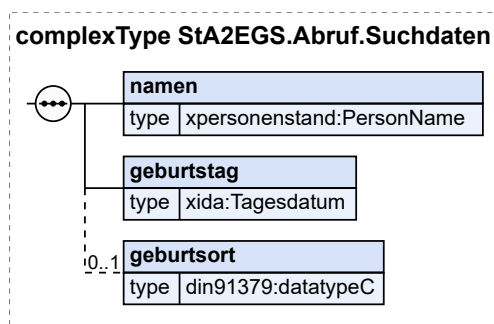 complexType StA2EGS.Abruf.Suchdaten
namen
type xpersonenstand:PersonName
geburtstag
type xida:Tagesdatum
0..1
geburtsort
type din91379:datatypeC